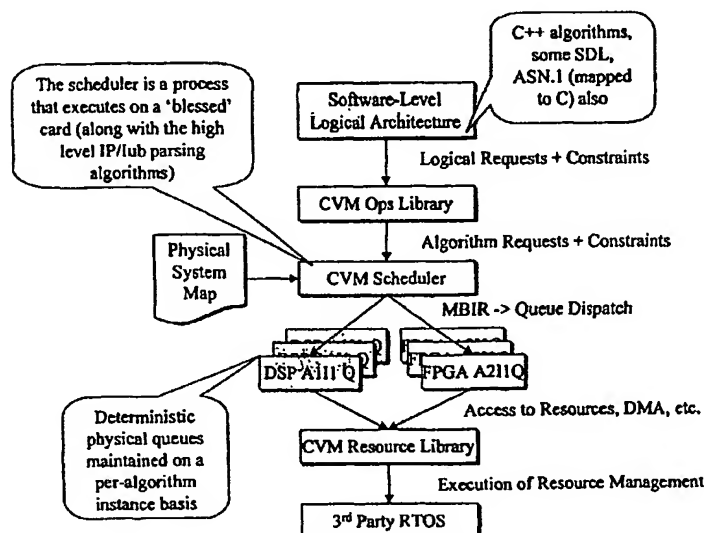 C++ algorithms,
some SDL,
ASN.1 (mapped
to C) also
The scheduler is a process
that executes on a 'blessed'
card (along with the high
level IP/Iub parsing
algorithms)
Software-Level
Logical Architecture
Logical Requests + Constraints
CVM Ops Library
Algorithm Requests + Constraints
Physical
System
Map
CVM Scheduler
MBIR -> Queue Dispatch
DSP A111 Q
FPGA A211Q
Deterministic
physical queues
maintained on a
per-algorithm
instance basis
Access to Resources, DMA, etc.
CVM Resource Library
Execution of Resource Management
3rd Party RTOS